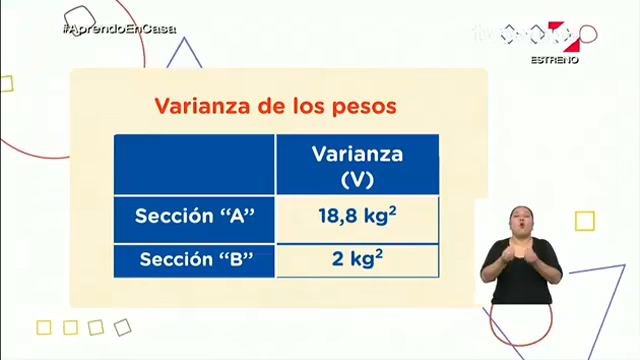 #AprendoEnCasa
ESTRENO
Varianza de los pesos
Varianza
(V)
Sección “A” 18,8 kg²
Sección “B” 2 kg²